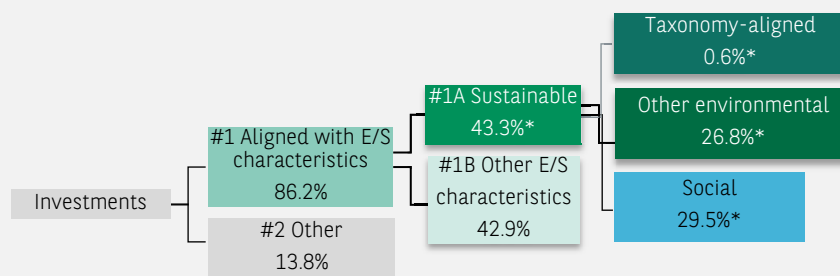 Investments
#1 Aligned with E/S
characteristics
86.2%
#2 Other
13.8%
#1A Sustainable
43.3%*
#1B Other E/S
characteristics
42.9%
Taxonomy-aligned
0.6%*
Other environmental
26.8%*
Social
29.5%*